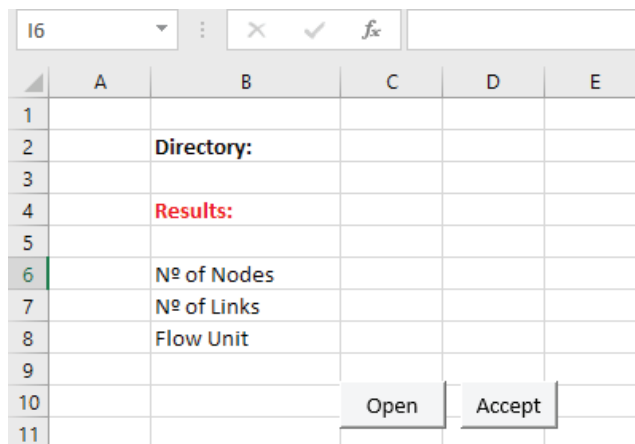 I6 fx
A B C D E
1
2 Directory:
3
4 Results:
5
6 Nº of Nodes
7 Nº of Links
8 Flow Unit
9
10 Open Accept
11